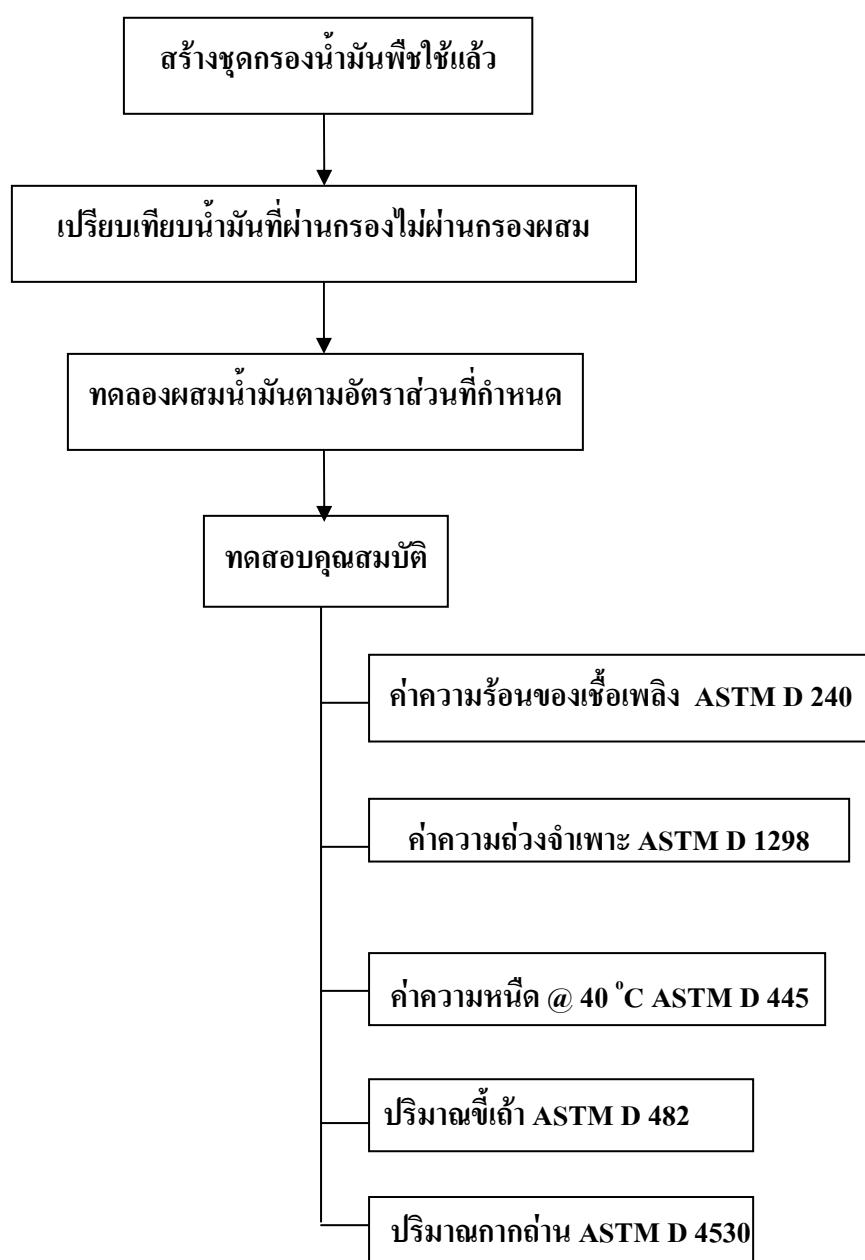 สร้างชุดกรองน้ำมันพืชใช้แล้ว
เปรียบเทียบน้ำมันที่ผ่านกรองไม่ผ่านกรองผสม
ทดลองผสมน้ำมันตามอัตราส่วนที่กำหนด
ทดสอบคุณสมบัติ
ค่าความร้อนของเชื้อเพลิง ASTM D 240
ค่าความถ่วงจำเพาะ ASTM D 1298
ค่าความหนืด @ 40 °C ASTM D 445
ปริมาณขี้เถ้า ASTM D 482
ปริมาณกากถ่าน ASTM D 4530